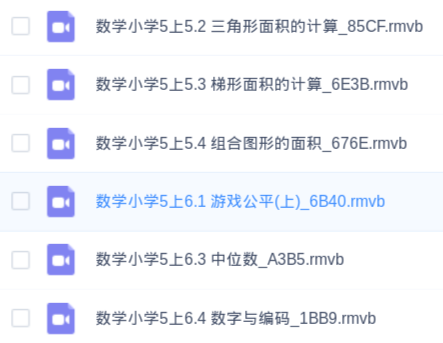 数学小学5上5.2 三角形面积的计算_85CF.rmvb
数学小学5上5.3 梯形面积的计算_6E3B.rmvb
数学小学5上5.4 组合图形的面积_676E.rmvb
数学小学5上6.1 游戏公平(上)_6B40.rmvb
数学小学5上6.3 中位数_A3B5.rmvb
数学小学5上6.4 数字与编码_1BB9.rmvb